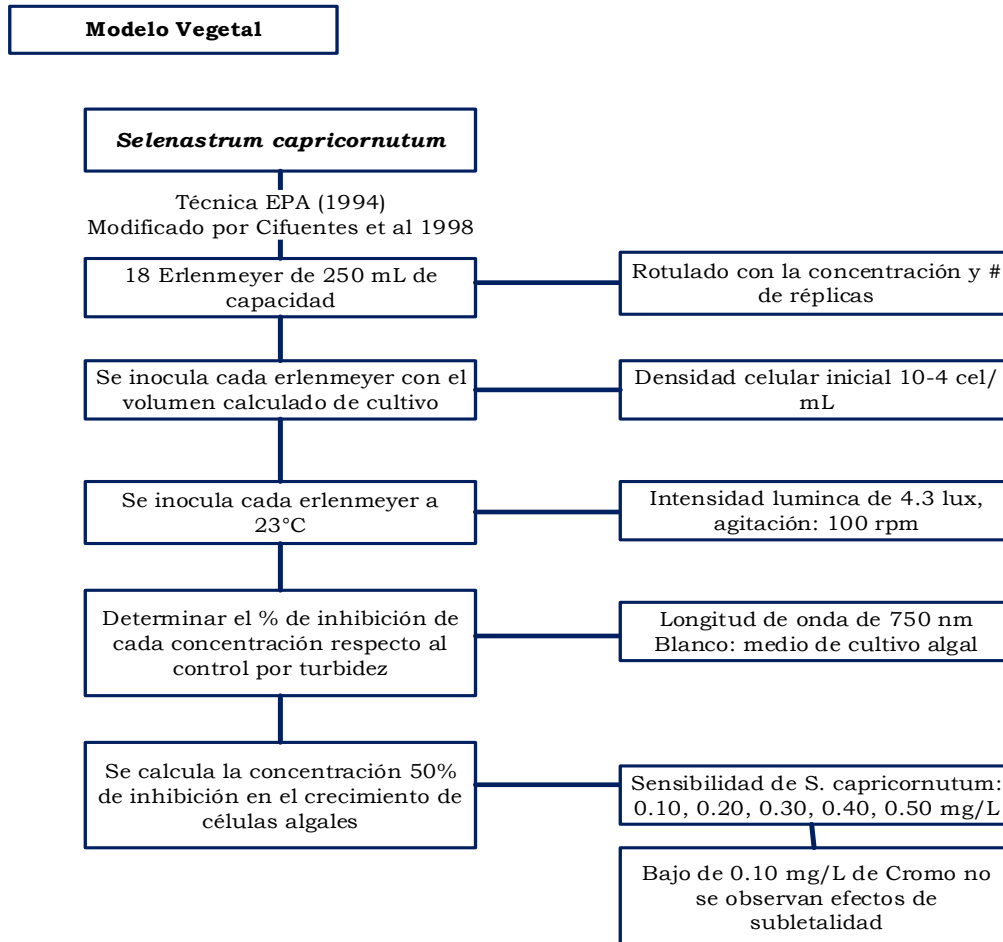 Modelo Vegetal
Selenastrum capricornutum
Técnica EPA (1994)
Modificado por Cifuentes et al 1998
18 Erlenmeyer de 250 mL de
capacidad
Rotulado con la concentración y #
de réplicas
Se inocula cada erlenmeyer con el
volumen calculado de cultivo
Densidad celular inicial 10-4 cel/
mL
Se inocula cada erlenmeyer a
23°C
Intensidad lumínca de 4.3 lux,
agitación: 100 rpm
Determinar el % de inhibición de
cada concentración respecto al
control por turbidez
Longitud de onda de 750 nm
Blanco: medio de cultivo algal
Se calcula la concentración 50%
de inhibición en el crecimiento de
células algales
Sensibilidad de S. capricornutum:
0.10, 0.20, 0.30, 0.40, 0.50 mg/L
Bajo de 0.10 mg/L de Cromo no
se observan efectos de
subletalidad